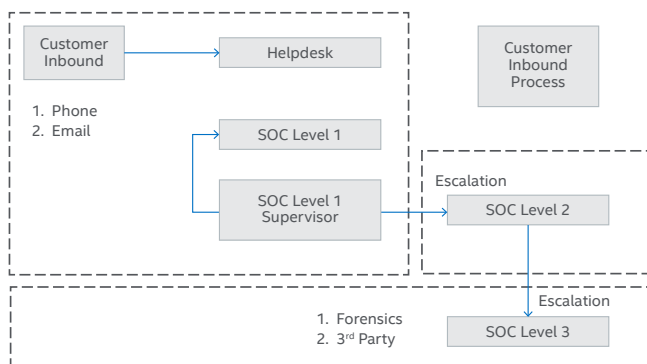 Customer
Inbound
Helpdesk
Customer
Inbound
Process
1. Phone
2. Email
SOC Level 1
SOC Level 1
Supervisor
Escalation
SOC Level 2
Escalation
1. Forensics
2. 3rd Party
SOC Level 3